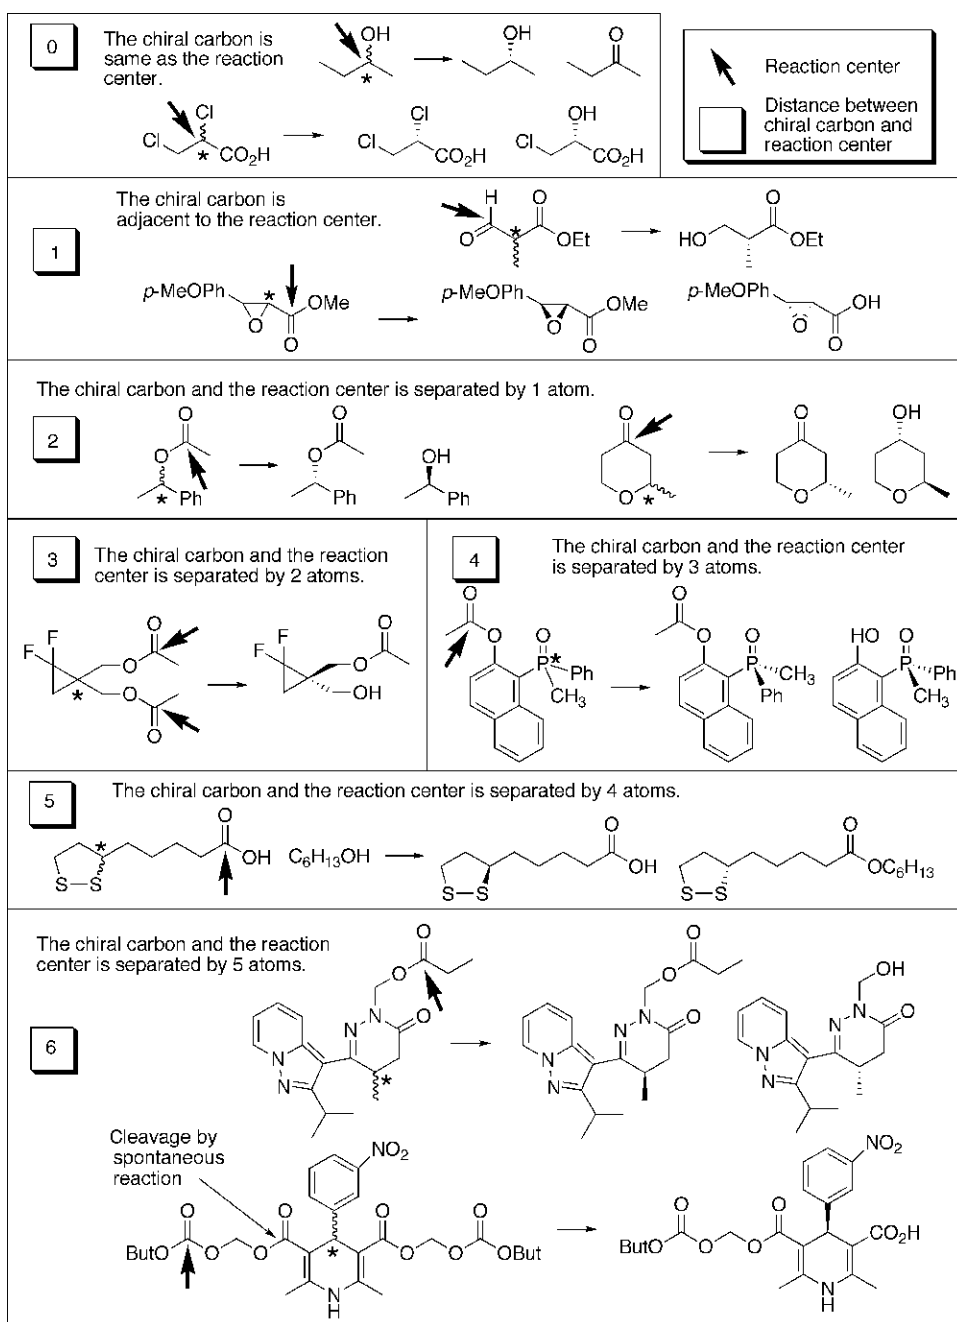 0
The chiral carbon is
same as the reaction
center.
OH
*
OH
O
Cl
Cl
*
CO₂H
Cl
Cl
CO₂H
OH
Cl
CO₂H
Reaction center
Distance between
chiral carbon and
reaction center
1
The chiral carbon is
adjacent to the reaction center.
H
O
O
*
OEt
O
HO
OEt
p-MeOPh
*
O
OMe
O
p-MeOPh
O
OMe
O
p-MeOPh
O
OH
O
The chiral carbon and the reaction center is separated by 1 atom.
2
O
O
*
Ph
O
O
Ph
OH
Ph
O
O
*
O
O
OH
O
3
The chiral carbon and the reaction
center is separated by 2 atoms.
F
F
O
O
*
O
O
F
F
O
O
OH
4
The chiral carbon and the reaction center
is separated by 3 atoms.
O
O
O
P
*
Ph
CH₃
O
O
O
P
CH₃
Ph
HO
O
P
Ph
CH₃
5
The chiral carbon and the reaction center is separated by 4 atoms.
*
O
OH
S-S
C₆H₁₃OH
O
OH
S-S
O
OC₆H₁₃
S-S
The chiral carbon and the reaction
center is separated by 5 atoms.
6
O
O
N
N
O
N
N
*
O
O
N
N
O
N
N
OH
N
N
O
N
N
Cleavage by
spontaneous
reaction
NO₂
O
ButO
O
O
O
*
O
O
O
O
OBut
N
H
NO₂
O
ButO
O
O
O
CO₂H
N
H